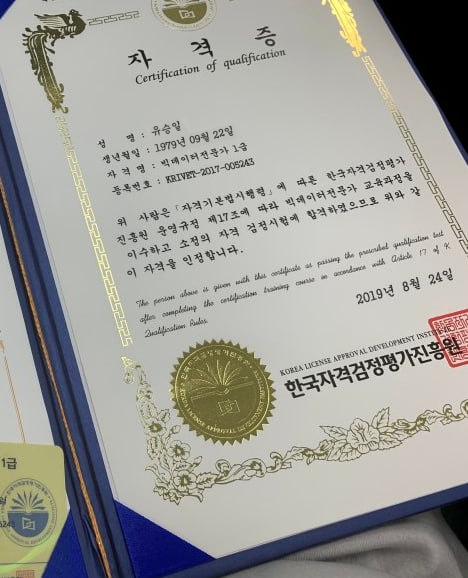 자 격 증
Certification of qualification
성 명 : 유승일
생년월일 : 1979년 09월 22일
자 격 명 : 빅데이터전문가 1급
등록번호 : KRIVET-2017-005243
위 사람은 「자격기본법시행령」에 따른 한국자격검정평가
진흥원 운영규정 제17조에 따라 빅데이터전문가 교육과정을
이수하고 소정의 자격 검정시험에 합격하였으므로 위와 같
이 자격을 인정합니다.
The person above is given with this certificate as passing the prescribed qualification test
after completing the certification training course in accordance with Article 17 of K
Qualification Rules.
2019년 8월 24일
KOREA LICENSE APPROVAL DEVELOPMENT
한국자격검정평가진흥원
1급